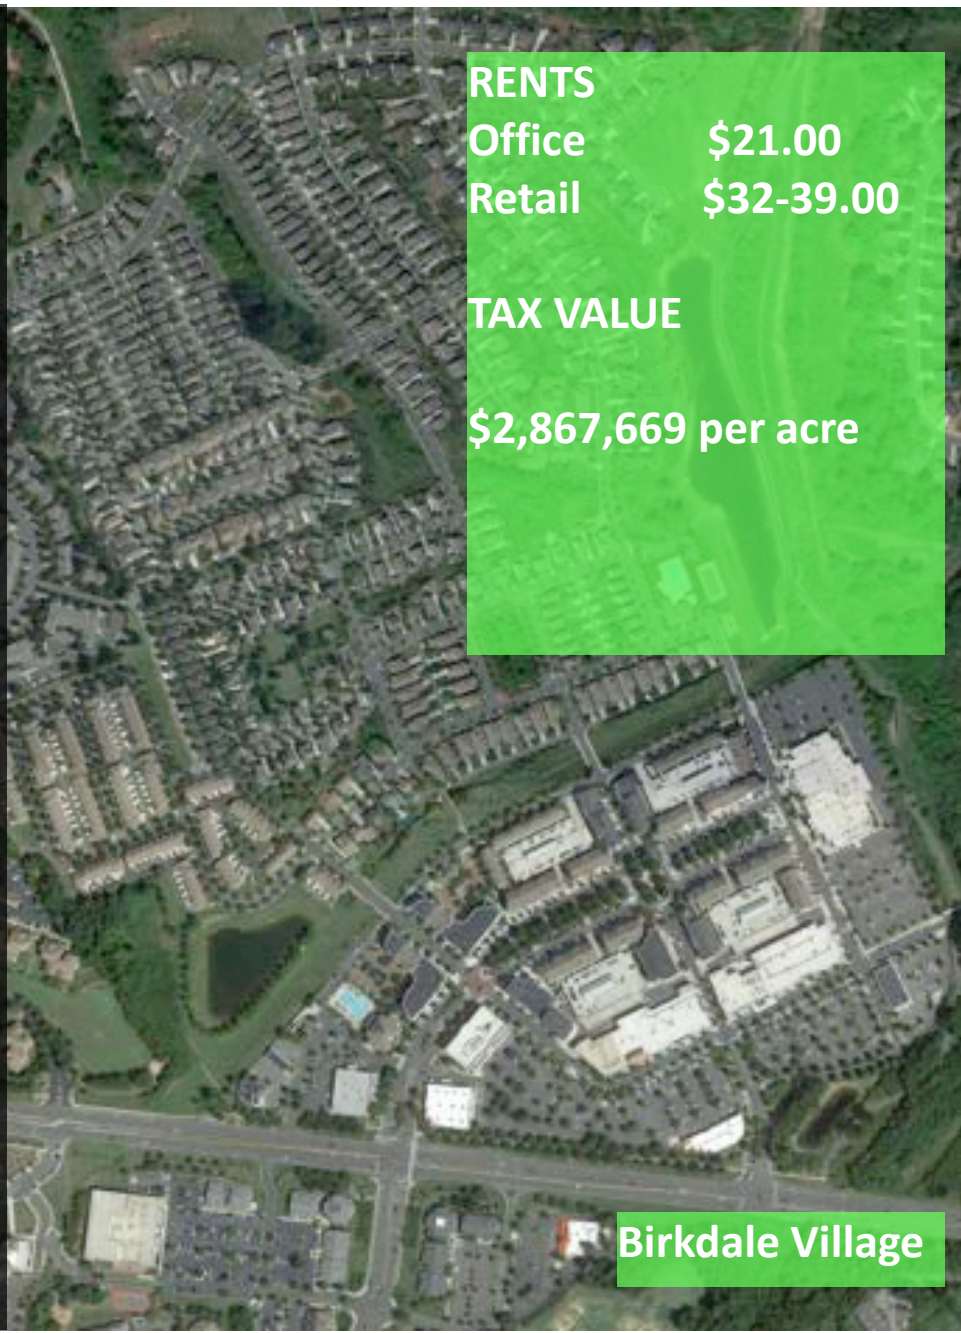 RENTS
Office $21.00
Retail $32-39.00
TAX VALUE
$2,867,669 per acre
Birkdale Village